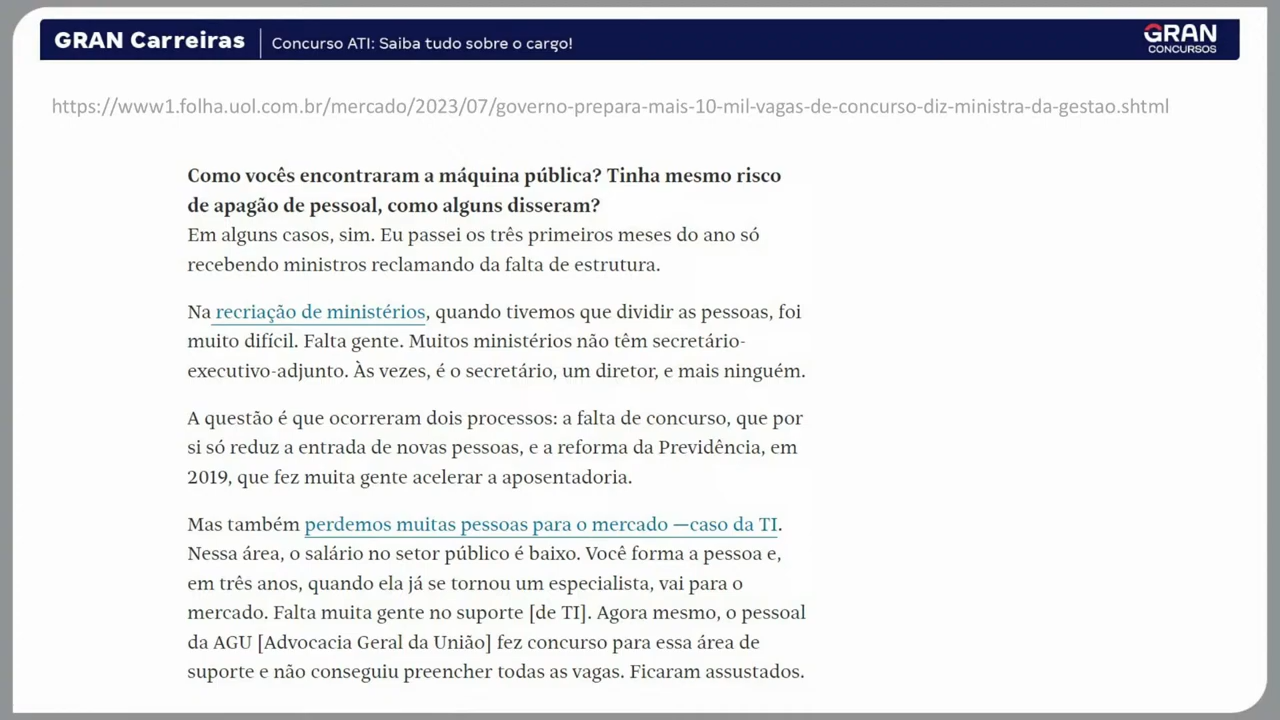 GRAN Carreiras
Concurso ATI: Saiba tudo sobre o cargo!
GRAN
CONCURSOS
https://www1.folha.uol.com.br/mercado/2023/07/governo-prepara-mais-10-mil-vagas-de-concurso-diz-ministra-da-gestao.shtml
Como vocês encontraram a máquina pública? Tinha mesmo risco
de apagão de pessoal, como alguns disseram?
Em alguns casos, sim. Eu passei os três primeiros meses do ano só
recebendo ministros reclamando da falta de estrutura.
Na recriação de ministérios, quando tivemos que dividir as pessoas, foi
muito difícil. Falta gente. Muitos ministérios não têm secretário-
executivo-adjunto. Às vezes, é o secretário, um diretor, e mais ninguém.
A questão é que ocorreram dois processos: a falta de concurso, que por
si só reduz a entrada de novas pessoas, e a reforma da Previdência, em
2019, que fez muita gente acelerar a aposentadoria.
Mas também perdemos muitas pessoas para o mercado —caso da TI.
Nessa área, o salário no setor público é baixo. Você forma a pessoa e,
em três anos, quando ela já se tornou um especialista, vai para o
mercado. Falta muita gente no suporte [de TI]. Agora mesmo, o pessoal
da AGU [Advocacia Geral da União] fez concurso para essa área de
suporte e não conseguiu preencher todas as vagas. Ficaram assustados.